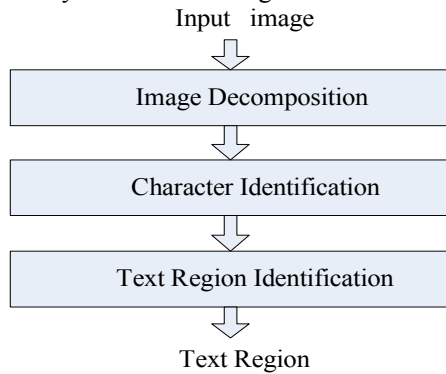 Input image
Image Decomposition
Character Identification
Text Region Identification
Text Region